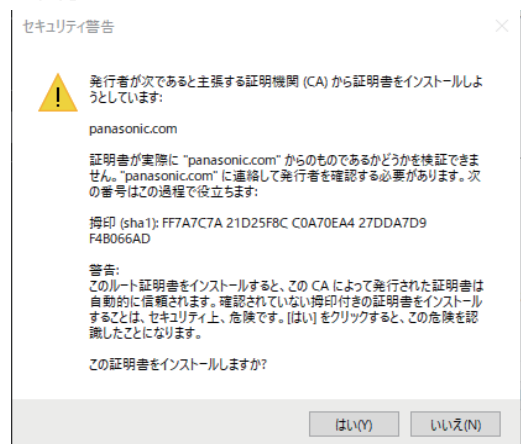 セキュリティ警告
発行者が次であると主張する証明機関 (CA) から証明書をインストールしよ
うとしています:
panasonic.com
証明書が実際に "panasonic.com" からのものであるかどうかを検証できま
せん。"panasonic.com" に連絡して発行者を確認する必要があります。次
の番号はこの過程で役立ちます:
拇印 (sha1): FF7A7C7A 21D25F8C C0A70EA4 27DDA7D9
F4B066AD
警告:
このルート証明書をインストールすると、この CA によって発行された証明書は
自動的に信頼されます。確認されていない拇印付きの証明書をインストール
することは、セキュリティ上、危険です。[はい] をクリックすると、この危険を認
識したことになります。
この証明書をインストールしますか?
はい(Y)
いいえ(N)